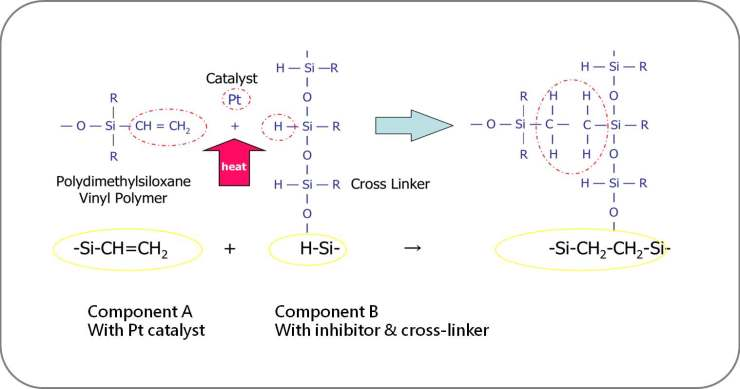 H — Si — R
O
Catalyst
Pt
R
— O — Si — CH = CH₂
R
+
H — Si — R
O
heat
H — Si — R
O
Polydimethylsiloxane
Vinyl Polymer
Cross Linker
H — Si — R
O
R H H
— O — Si — C C — Si — R
R H H
O
H — Si — R
O
-Si-CH=CH₂ + H-Si- → -Si-CH₂-CH₂-Si-
Component A
With Pt catalyst
Component B
With inhibitor & cross-linker